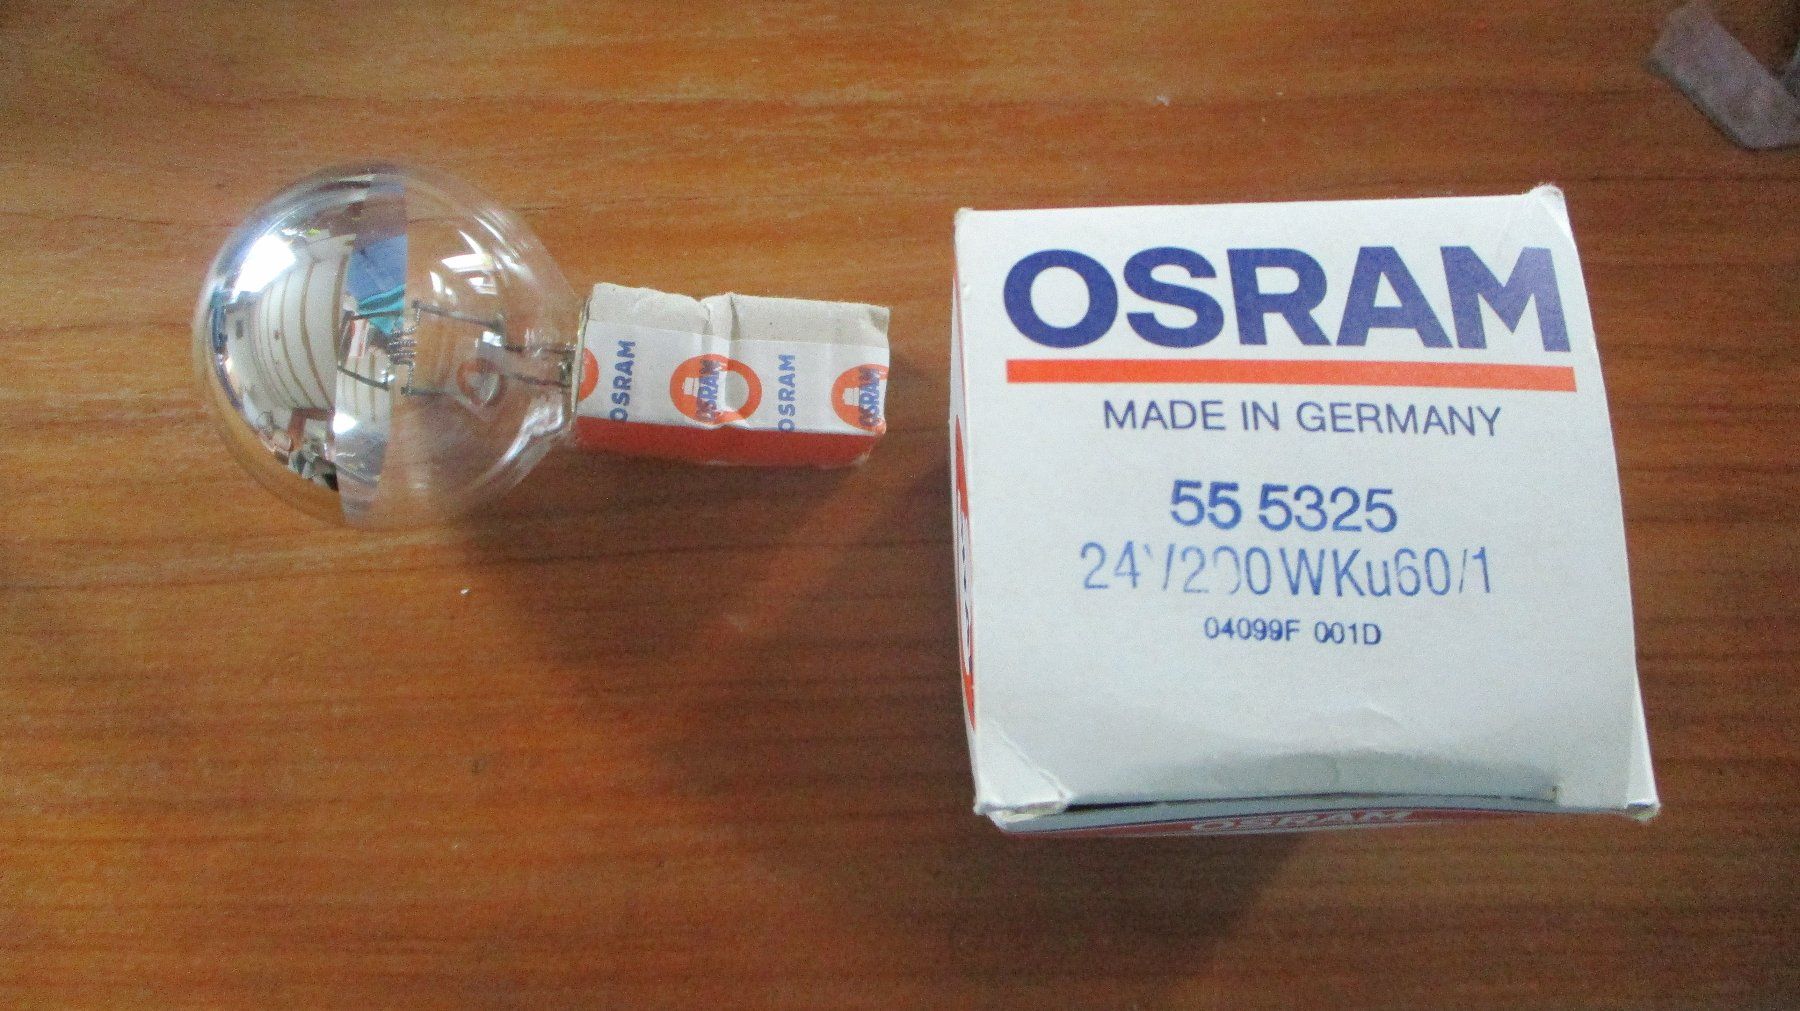 OSRAM
OSRAM
OSRAM
OSRAM
OSRAM
MADE IN GERMANY
55 5325
24V/200WKu60/1
04099F 001D
OSRAM